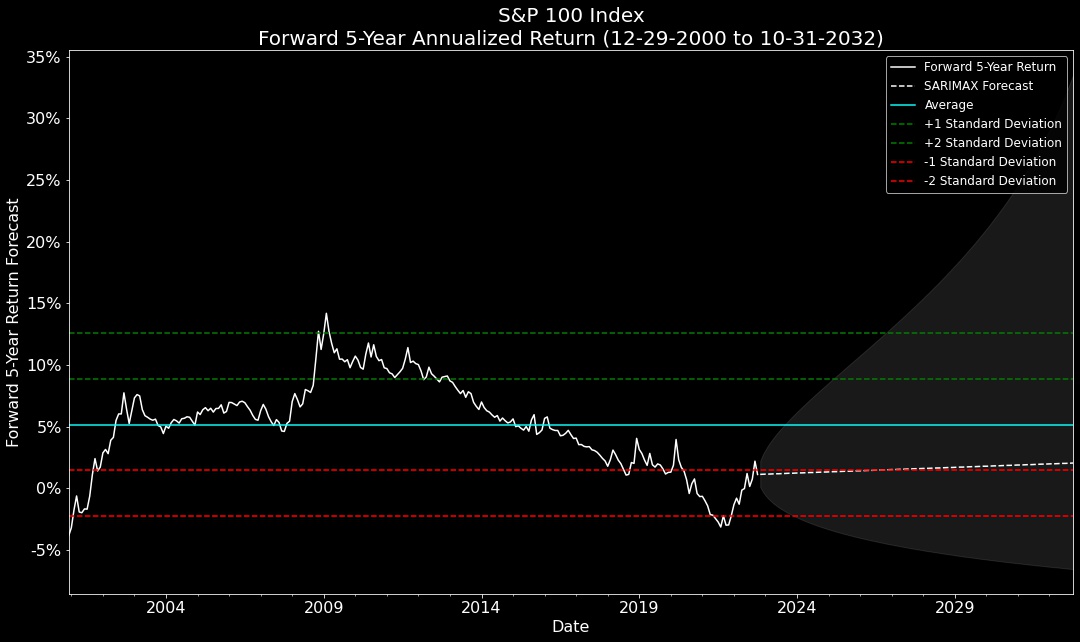 S&P 100 Index
Forward 5-Year Annualized Return (12-29-2000 to 10-31-2032)
Forward 5-Year Return Forecast
35%
30%
25%
20%
15%
10%
5%
0%
-5%
Forward 5-Year Return
SARIMAX Forecast
Average
+1 Standard Deviation
+2 Standard Deviation
-1 Standard Deviation
-2 Standard Deviation
2004 2009 2014 2019 2024 2029
Date